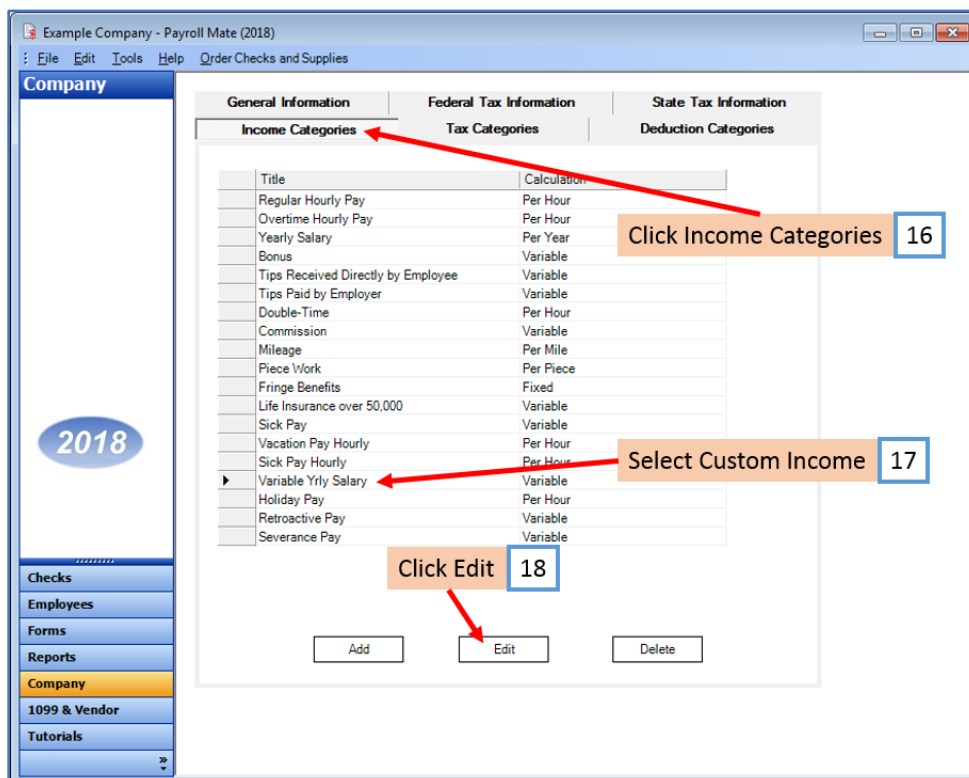 Example Company - Payroll Mate (2018)
File Edit Tools Help Order Checks and Supplies
Company
General Information Federal Tax Information State Tax Information
Income Categories Tax Categories Deduction Categories
Title Calculation
Regular Hourly Pay Per Hour
Overtime Hourly Pay Per Hour
Yearly Salary Per Year
Click Income Categories 16
Bonus Variable
Tips Received Directly by Employee Variable
Tips Paid by Employer Variable
Double-Time Per Hour
Commission Variable
Mileage Per Mile
Piece Work Per Piece
Fringe Benefits Fixed
Life Insurance over 50,000 Variable
Sick Pay Variable
2018
Vacation Pay Hourly Per Hour
Sick Pay Hourly Per Hour
Select Custom Income 17
Variable Yrly Salary Variable
Holiday Pay Per Hour
Retroactive Pay Variable
Severance Pay Variable
Click Edit 18
Checks
Employees
Forms
Reports
Add Edit Delete
Company
1099 & Vendor
Tutorials